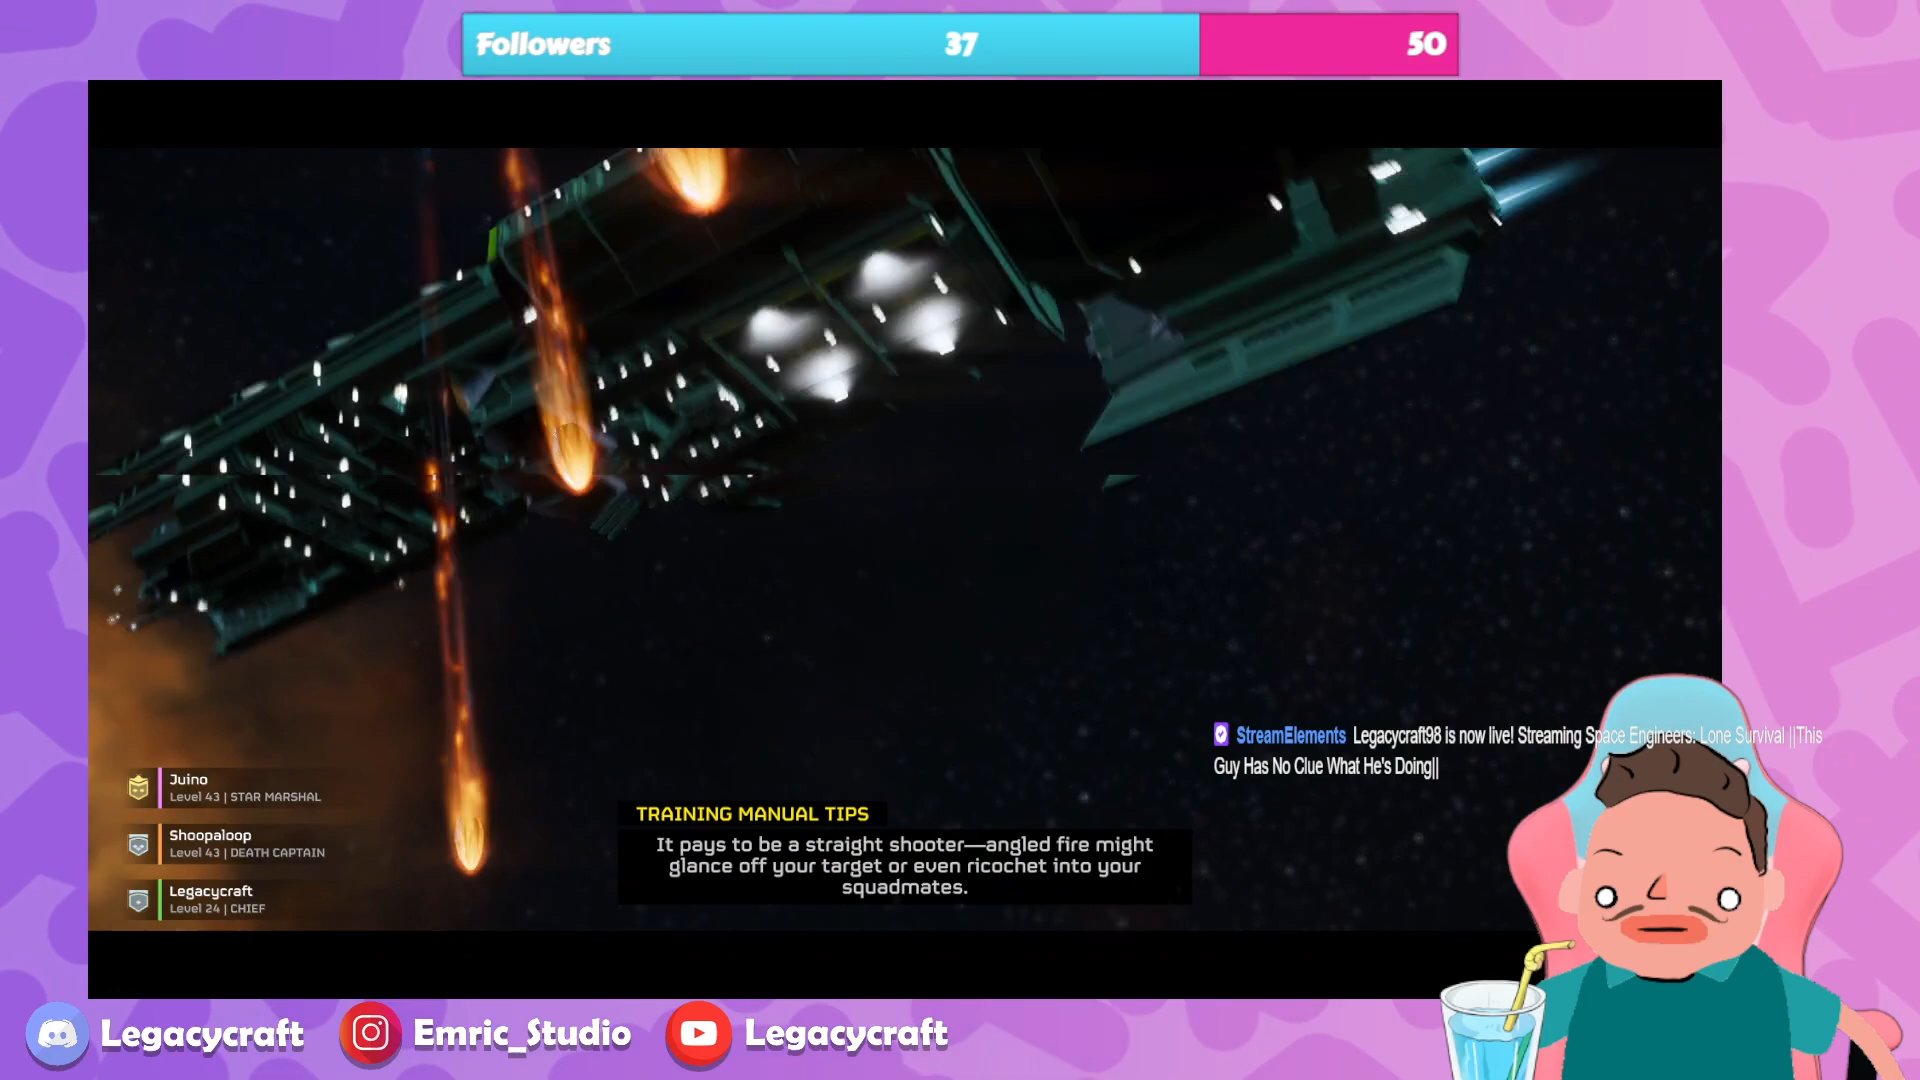 Followers 37 50
Juino
Level 43 | STAR MARSHAL
Shoopaloop
Level 43 | DEATH CAPTAIN
Legacycraft
Level 24 | CHIEF
TRAINING MANUAL TIPS
It pays to be a straight shooter—angled fire might
glance off your target or even ricochet into your
squadmates.
StreamElements Legacycraft98 is now live! Streaming Space Engineers: Lone Survival ||This
Guy Has No Clue What He's Doing||
Legacycraft Emric_Studio Legacycraft